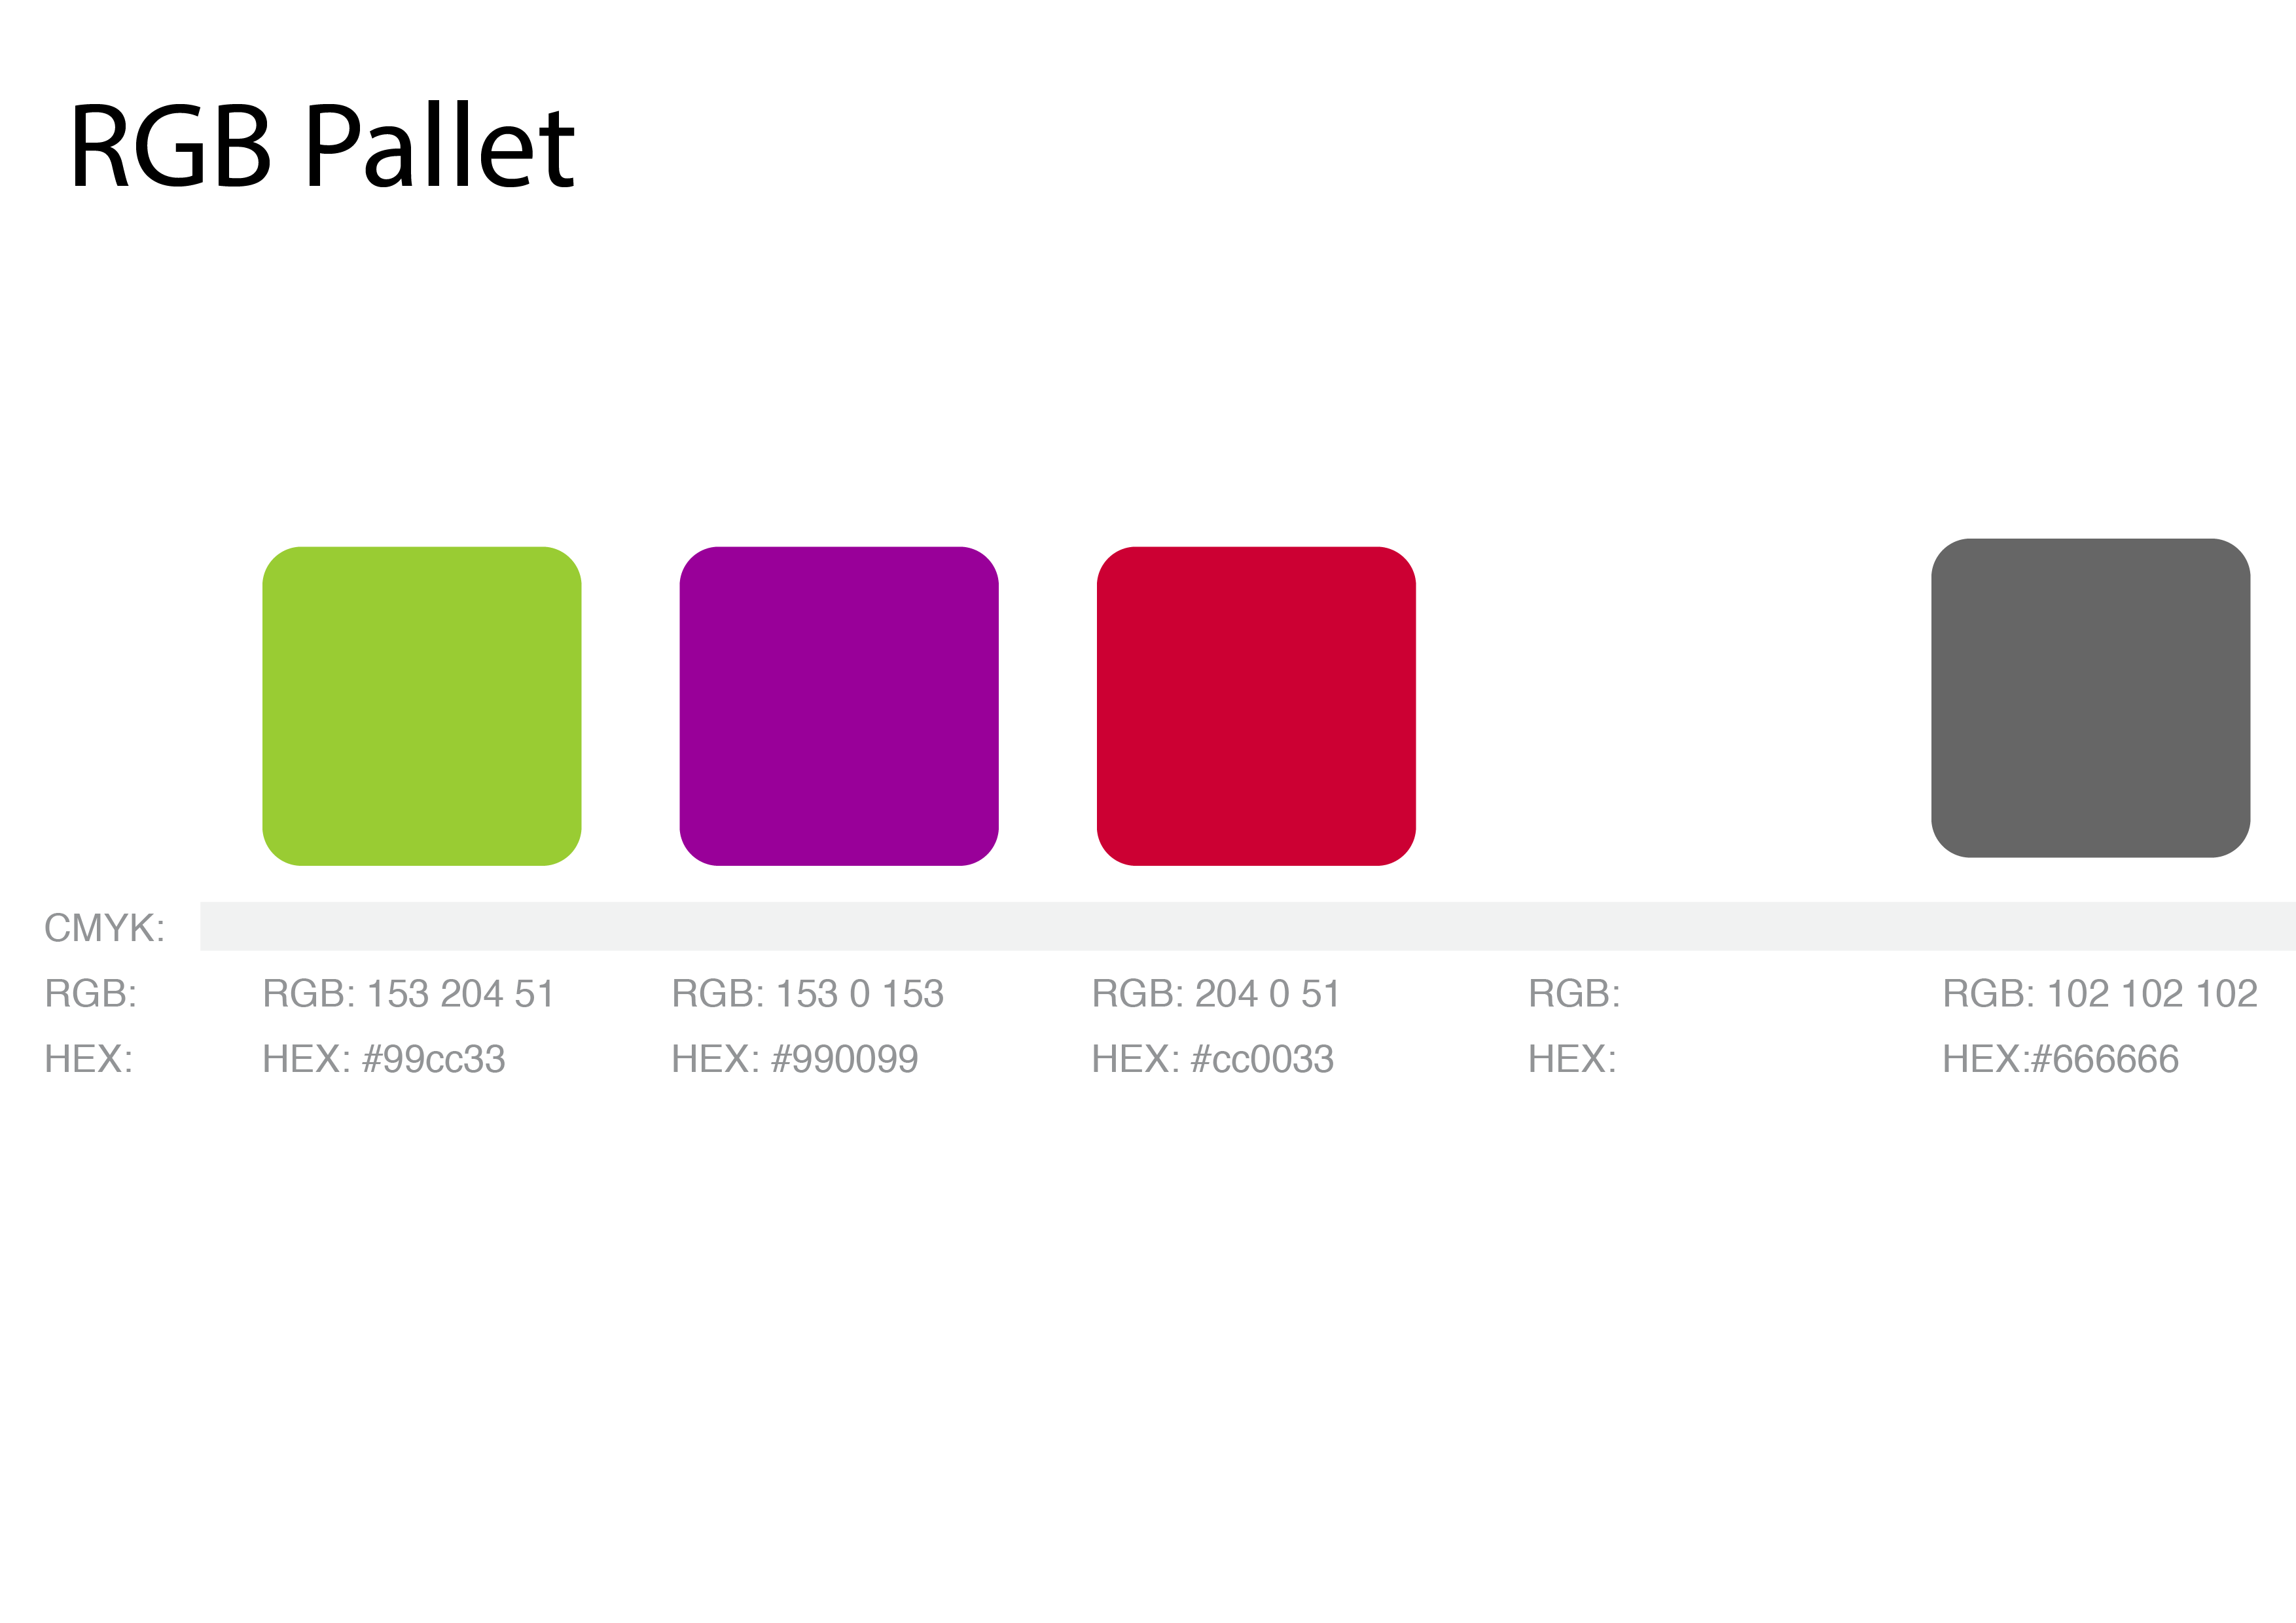 RGB Pallet
CMYK:
RGB: RGB: 153 204 51 RGB: 153 0 153 RGB: 204 0 51 RGB: RGB: 102 102 102
HEX: HEX: #99cc33 HEX: #990099 HEX: #cc0033 HEX: HEX:#666666